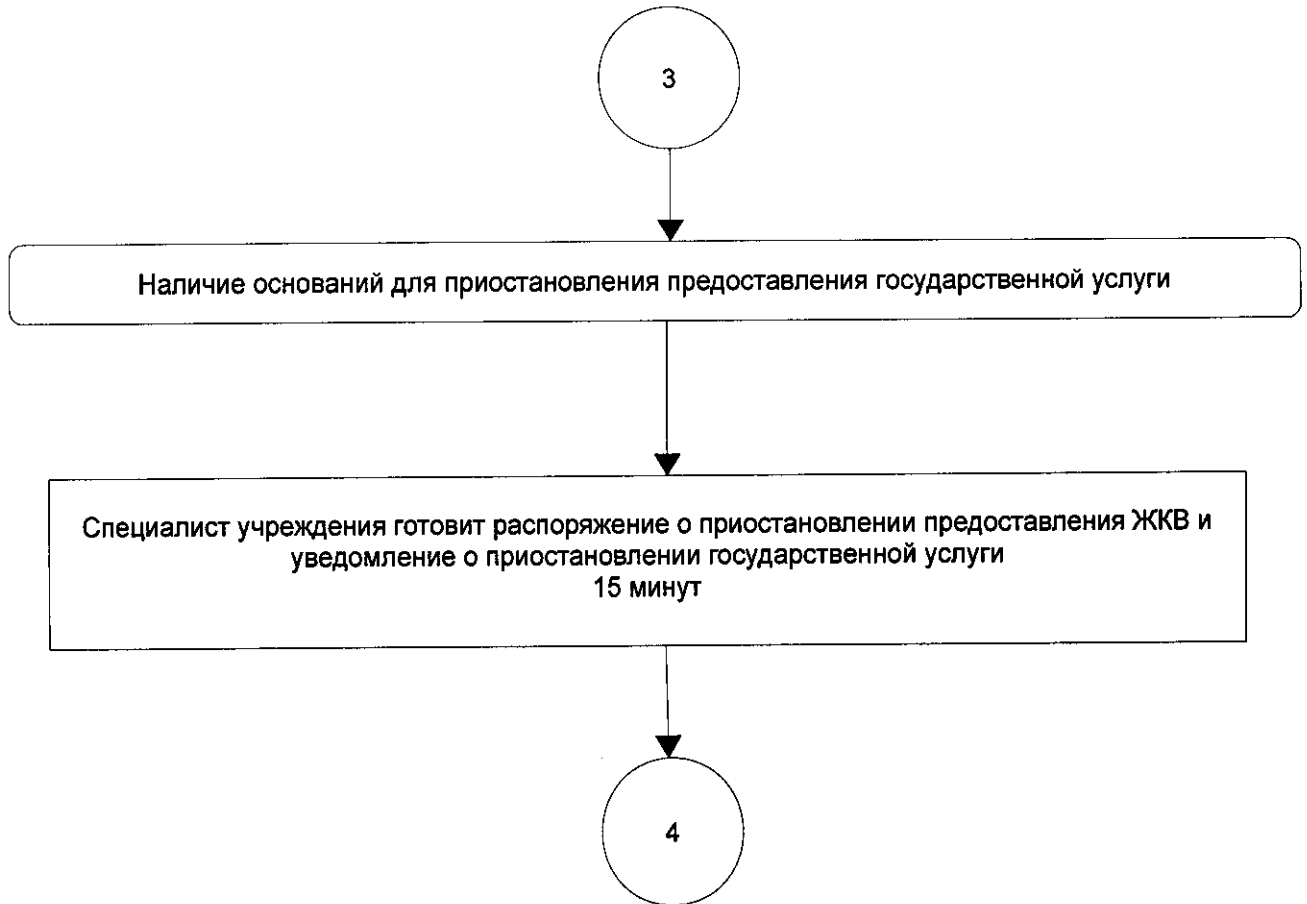 3
Наличие оснований для приостановления предоставления государственной услуги
Специалист учреждения готовит распоряжение о приостановлении предоставления ЖКВ и
уведомление о приостановлении государственной услуги
15 минут
4